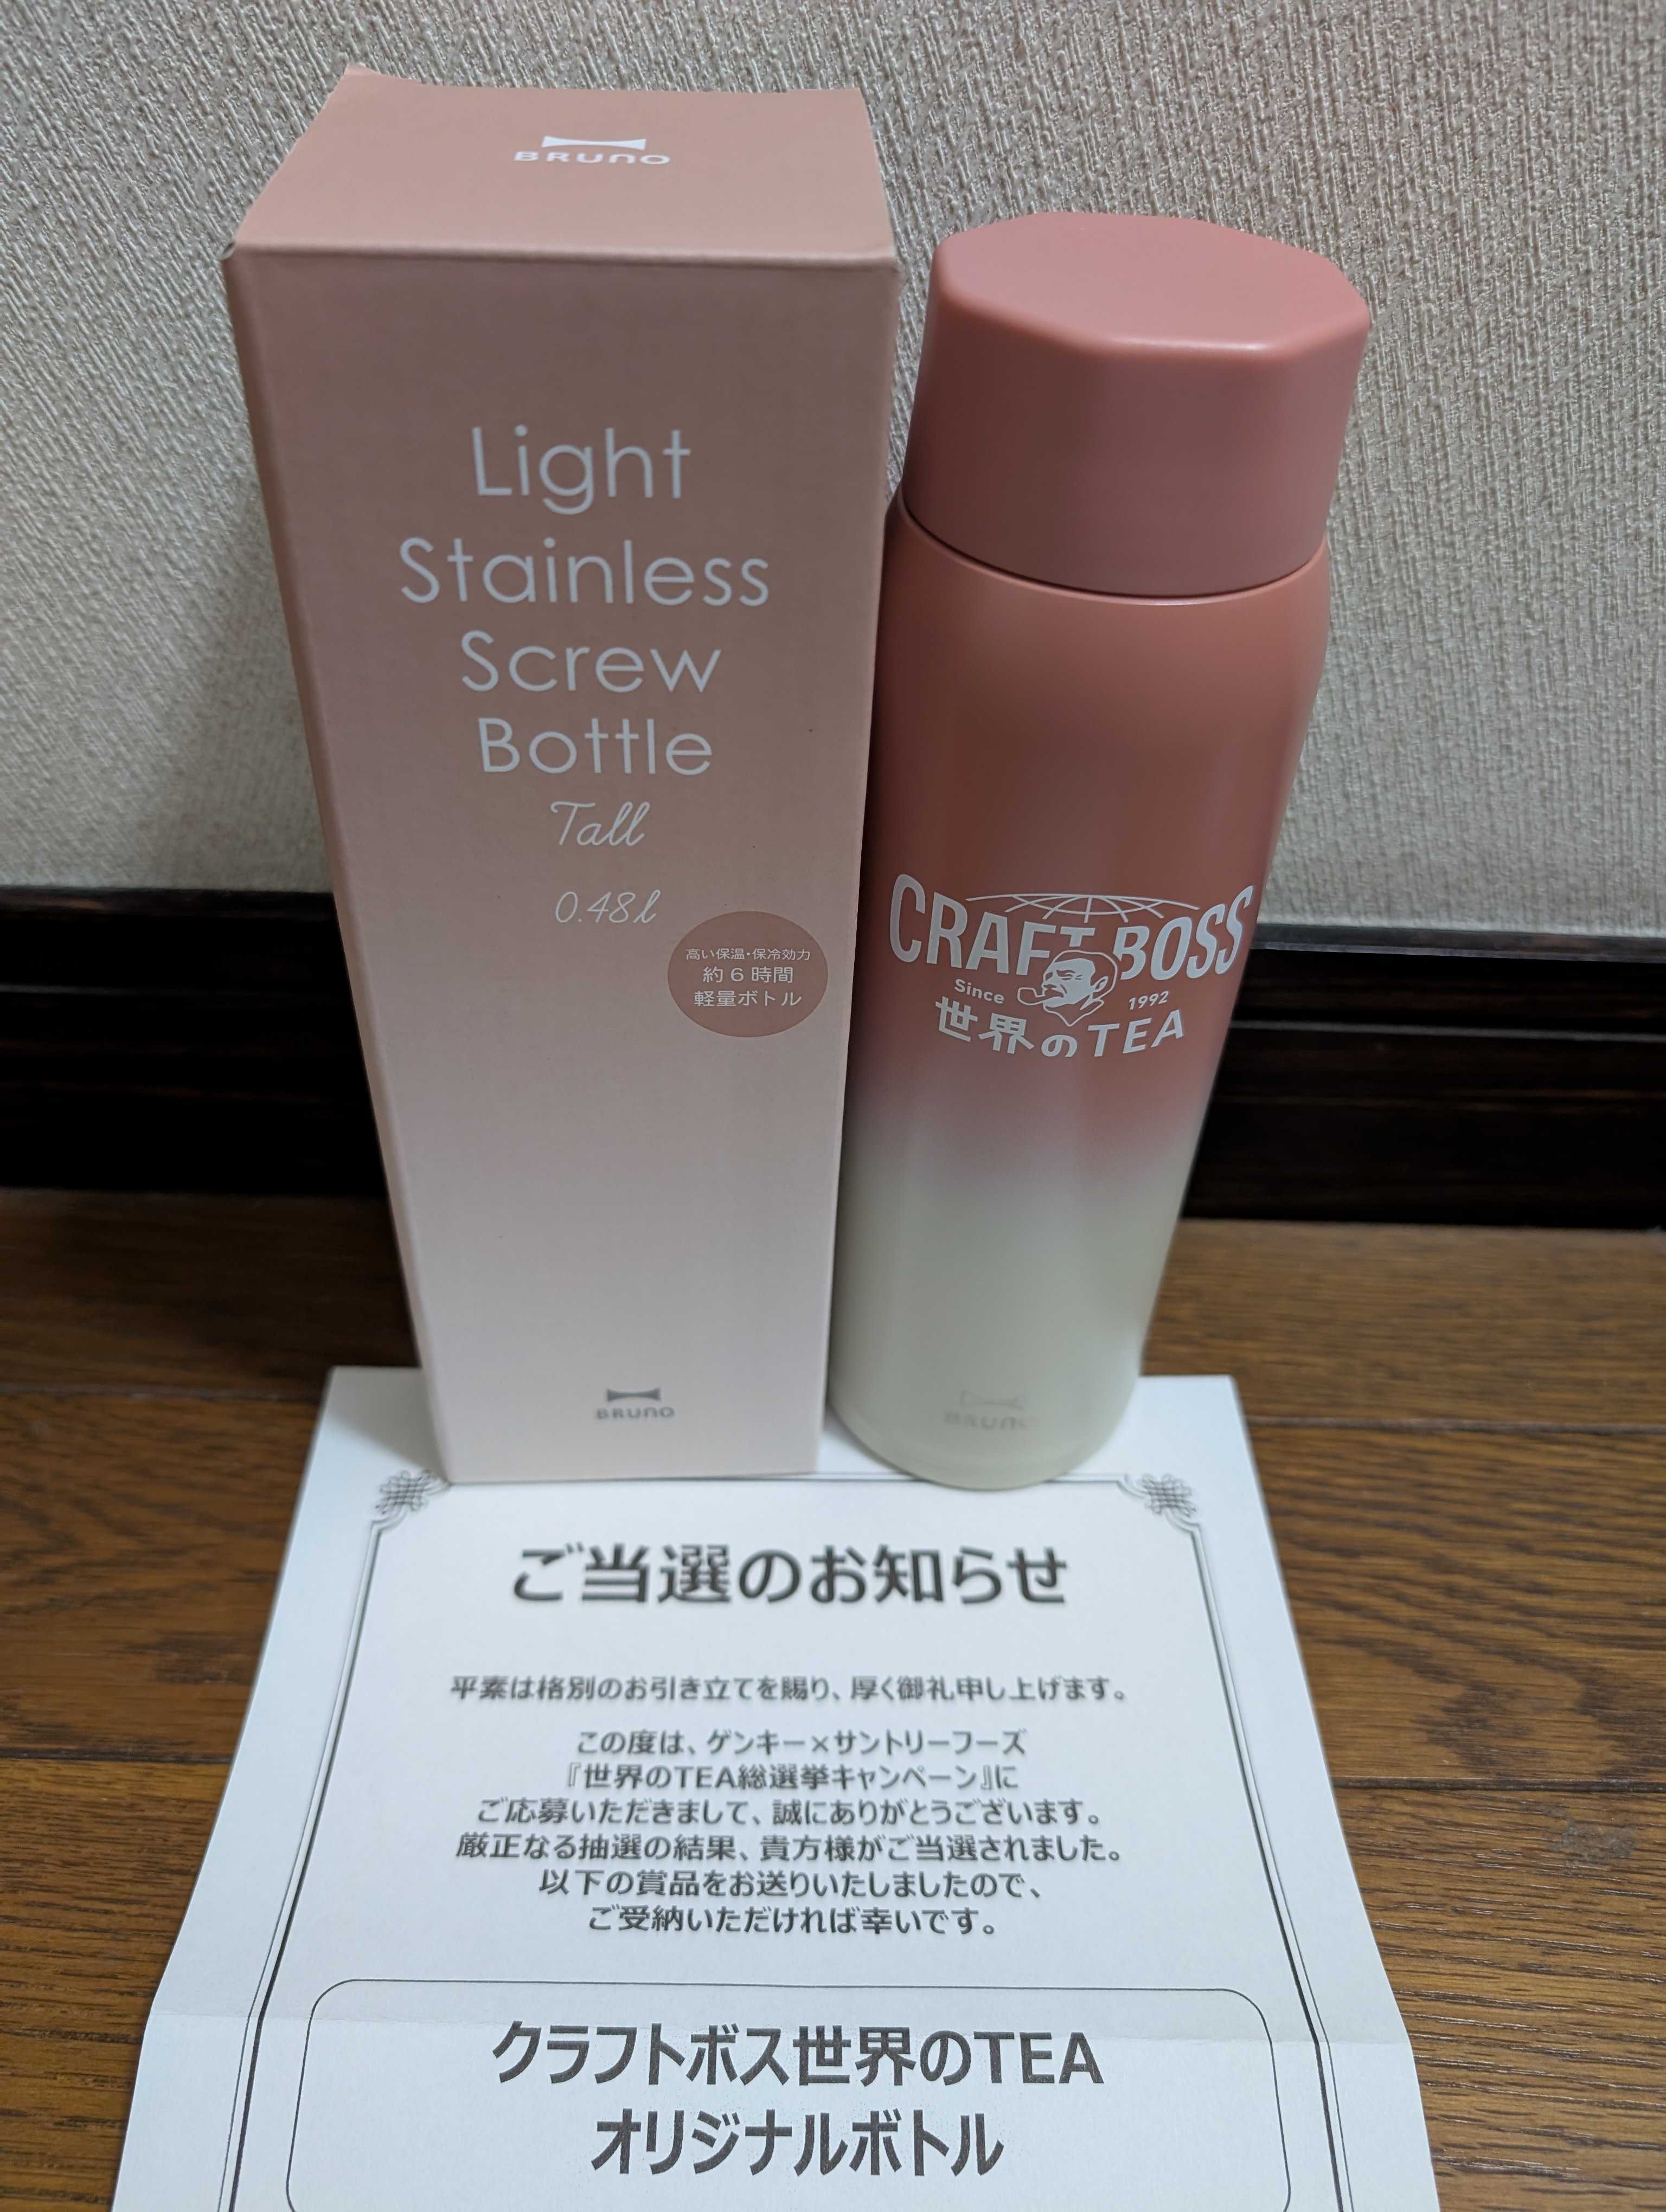 BRUNO
Light
Stainless
Screw
Bottle
Tall
0.48ℓ
高い保温・保冷効力
約6時間
軽量ボトル
BRUNO
CRAFT BOSS
Since 1992
世界のTEA
BRUNO
ご当選のお知らせ
平素は格別のお引き立てを賜り、厚く御礼申し上げます。
この度は、ゲンキー×サントリーフーズ
『世界のTEA総選挙キャンペーン』に
ご応募いただきまして、誠にありがとうございます。
厳正なる抽選の結果、貴方様がご当選されました。
以下の賞品をお送りいたしましたので、
ご受納いただければ幸いです。
クラフトボス世界のTEA
オリジナルボトル